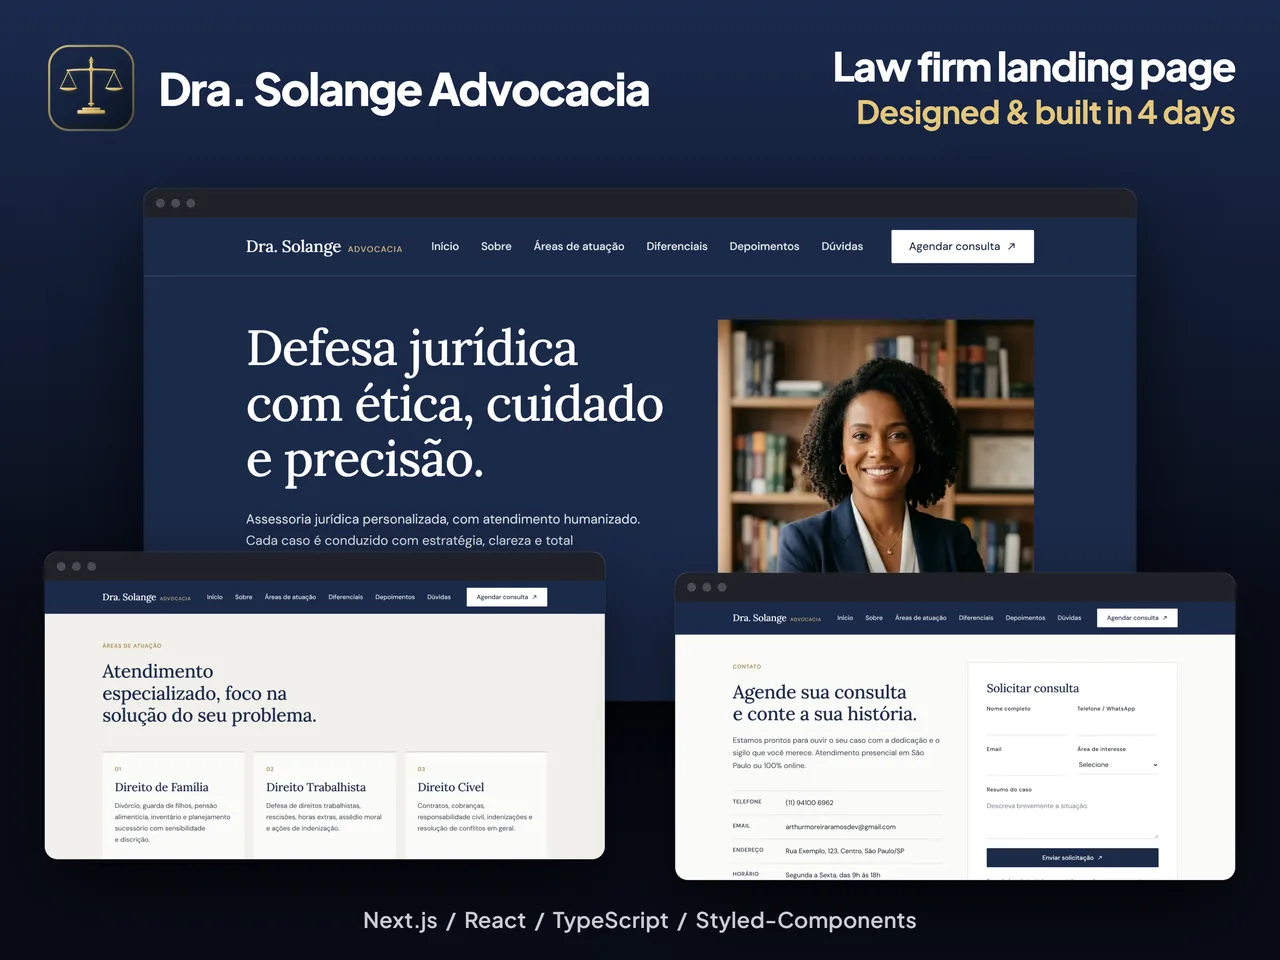 Dra. Solange Advocacia
Law firm landing page
Designed & built in 4 days
Dra. Solange ADVOCACIA
Início
Sobre
Áreas de atuação
Diferenciais
Depoimentos
Dúvidas
Agendar consulta ↗
Defesa jurídica
com ética, cuidado
e precisão.
Assessoria jurídica personalizada, com atendimento humanizado.
Cada caso é conduzido com estratégia, clareza e total
Dra. Solange ADVOCACIA
Início
Sobre
Áreas de atuação
Diferenciais
Depoimentos
Dúvidas
Agendar consulta ↗
ÁREAS DE ATUAÇÃO
Atendimento
especializado, foco na
solução do seu problema.
01
Direito de Família
Divórcio, guarda de filhos, pensão
alimentícia, inventário e planejamento
sucessório com sensibilidade
e discrição.
02
Direito Trabalhista
Defesa de direitos trabalhistas,
rescisões, horas extras, assédio moral
e ações de indenização.
03
Direito Cível
Contratos, cobranças,
responsabilidade civil, indenizações e
resolução de conflitos em geral.
Dra. Solange ADVOCACIA
Início
Sobre
Áreas de atuação
Diferenciais
Depoimentos
Dúvidas
Agendar consulta ↗
CONTATO
Agende sua consulta
e conte a sua história.
Estamos prontos para ouvir o seu caso com a dedicação e o
sigilo que você merece. Atendimento presencial em São
Paulo ou 100% online.
TELEFONE (11) 94100 6962
EMAIL arthurmoreiraramosdev@gmail.com
ENDEREÇO Rua Exemplo, 123, Centro, São Paulo/SP
HORÁRIO Segunda a Sexta, das 9h às 18h
Solicitar consulta
Nome completo
Telefone / WhatsApp
Email
Área de interesse
Selecione
Resumo do caso
Descreva brevemente a situação.
Enviar solicitação ↗
Next.js / React / TypeScript / Styled-Components